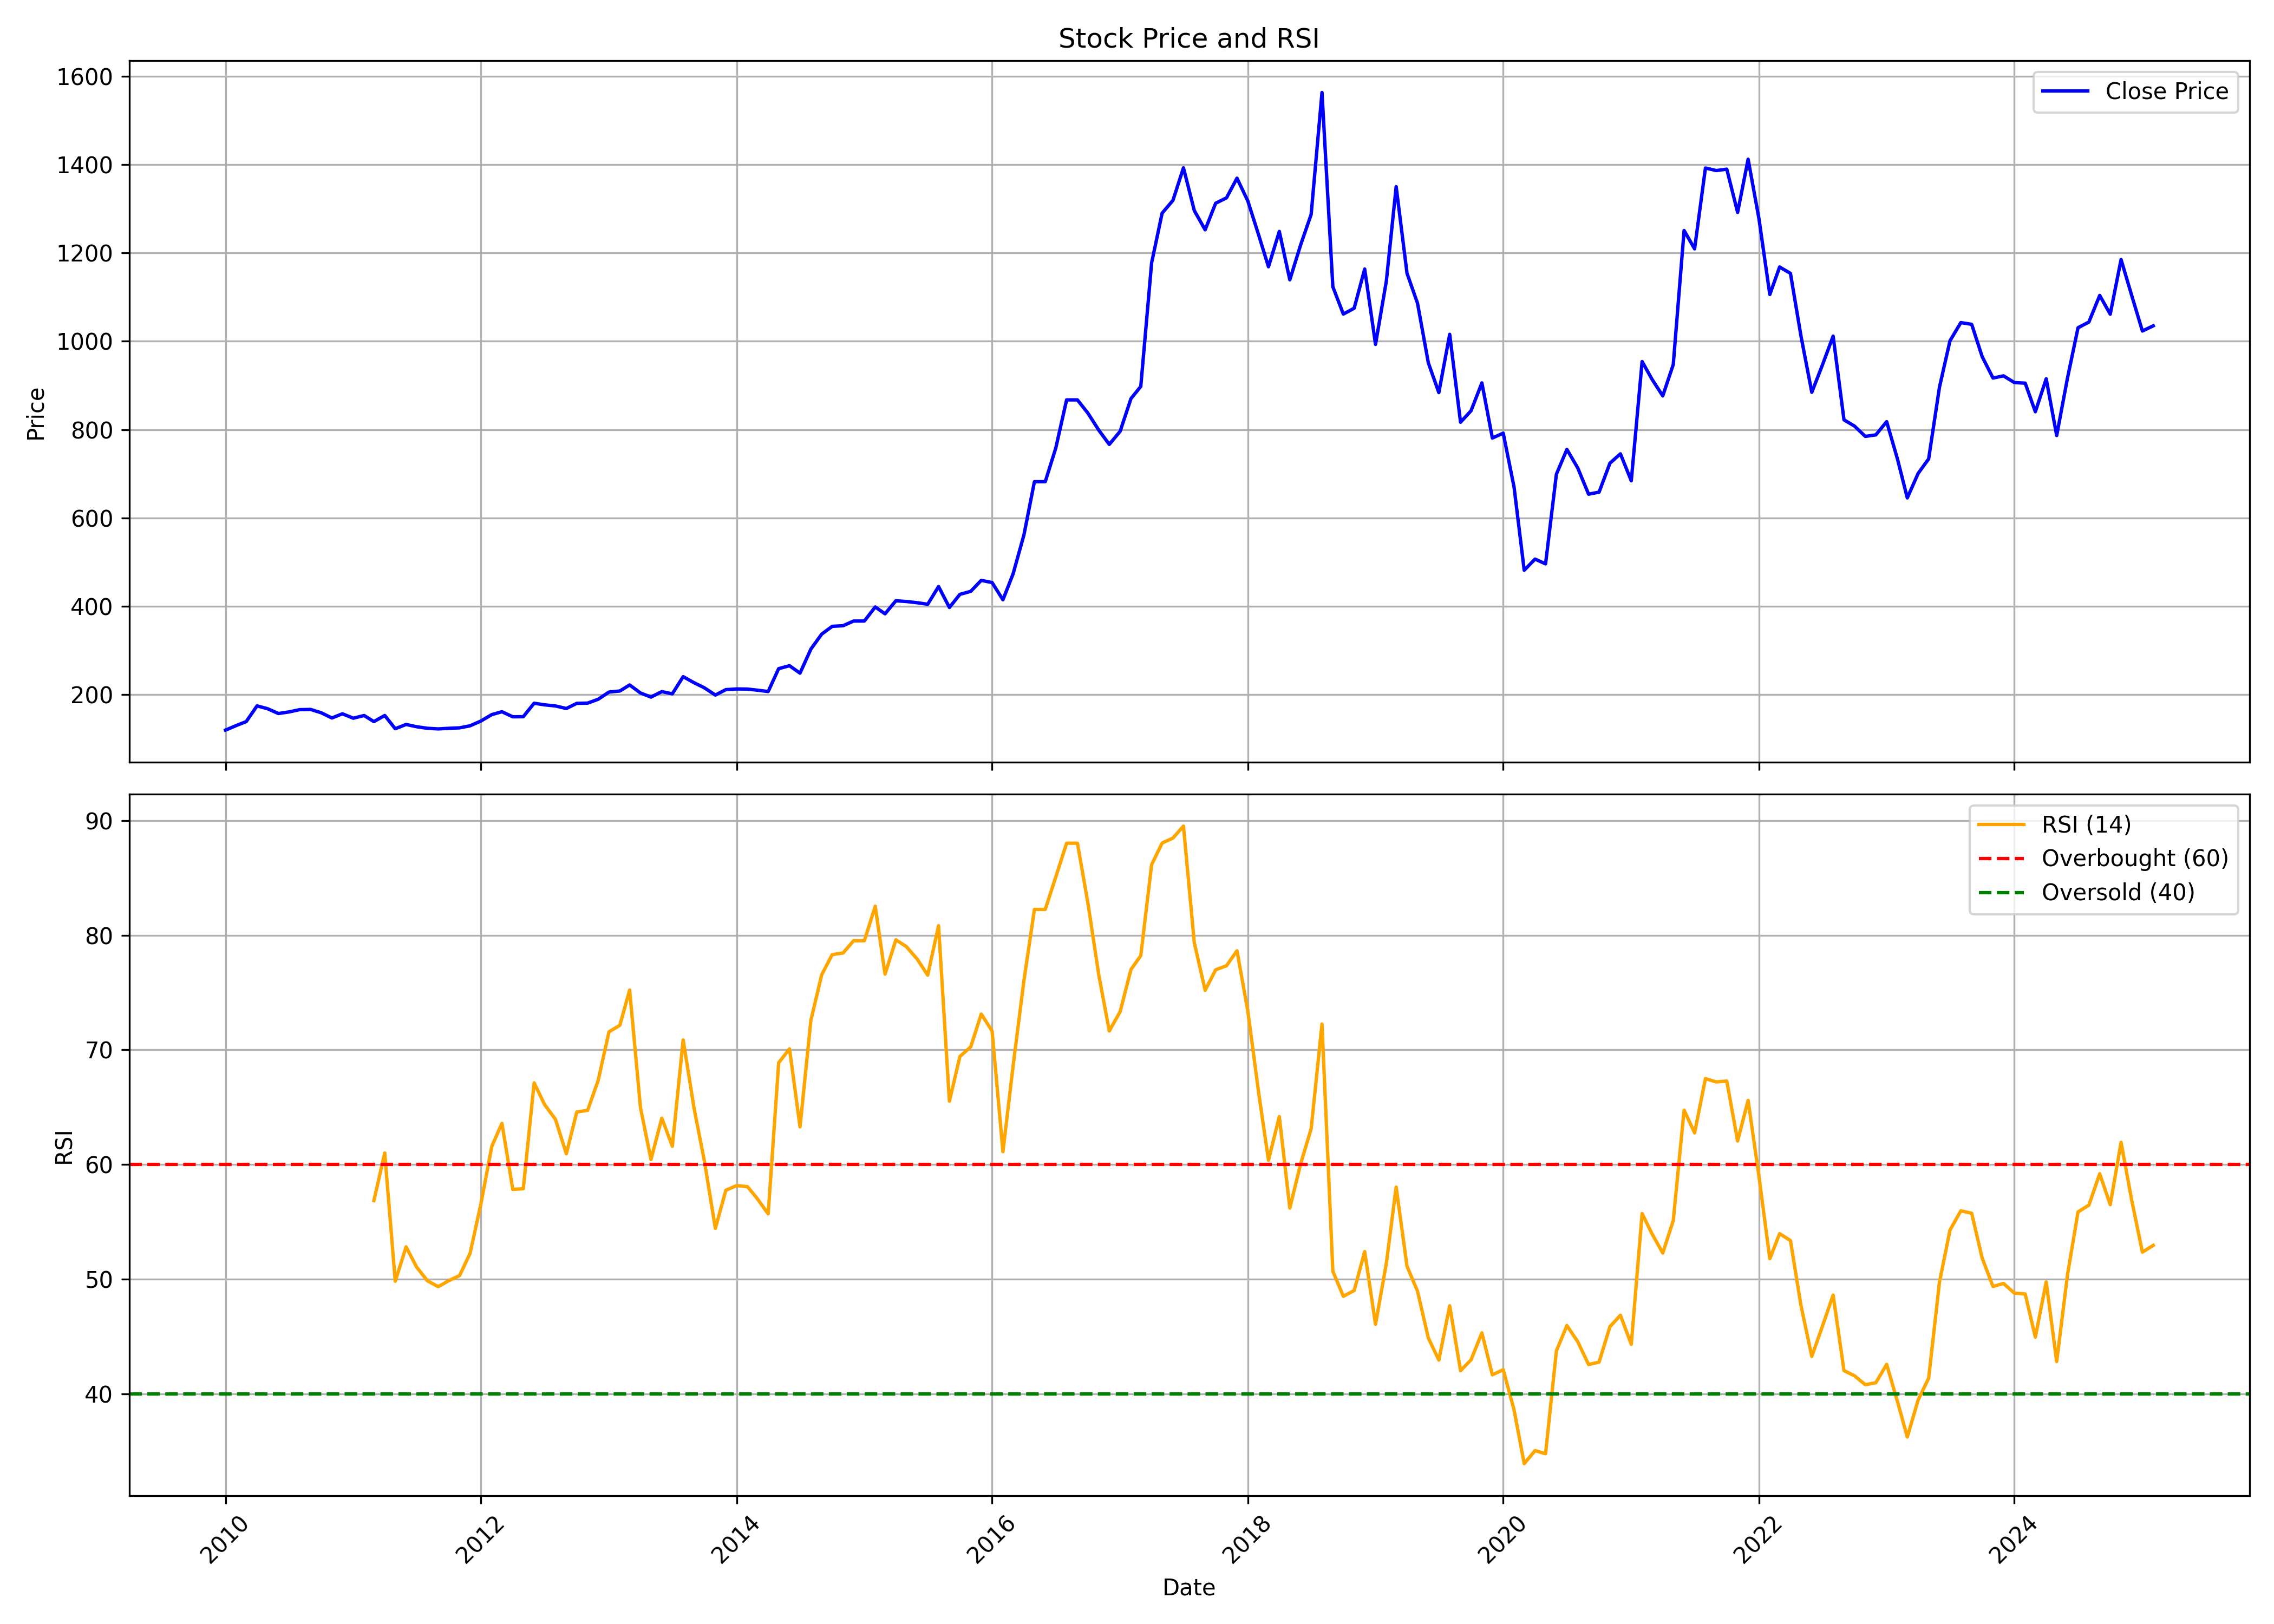 Stock Price and RSI
1600
1400
1200
1000
800
600
400
200
Price
Close Price
90
80
70
60
50
40
RSI
RSI (14)
Overbought (60)
Oversold (40)
2010
2012
2014
2016
2018
2020
2022
2024
Date